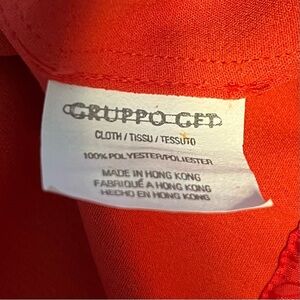 GRUPPO GFT
CLOTH / TISSU / TESSUTO
100% POLYESTER/POLIESTER
MADE IN HONG KONG
FABRIQUÉ A HONG KONG
HECHO EN HONG KONG